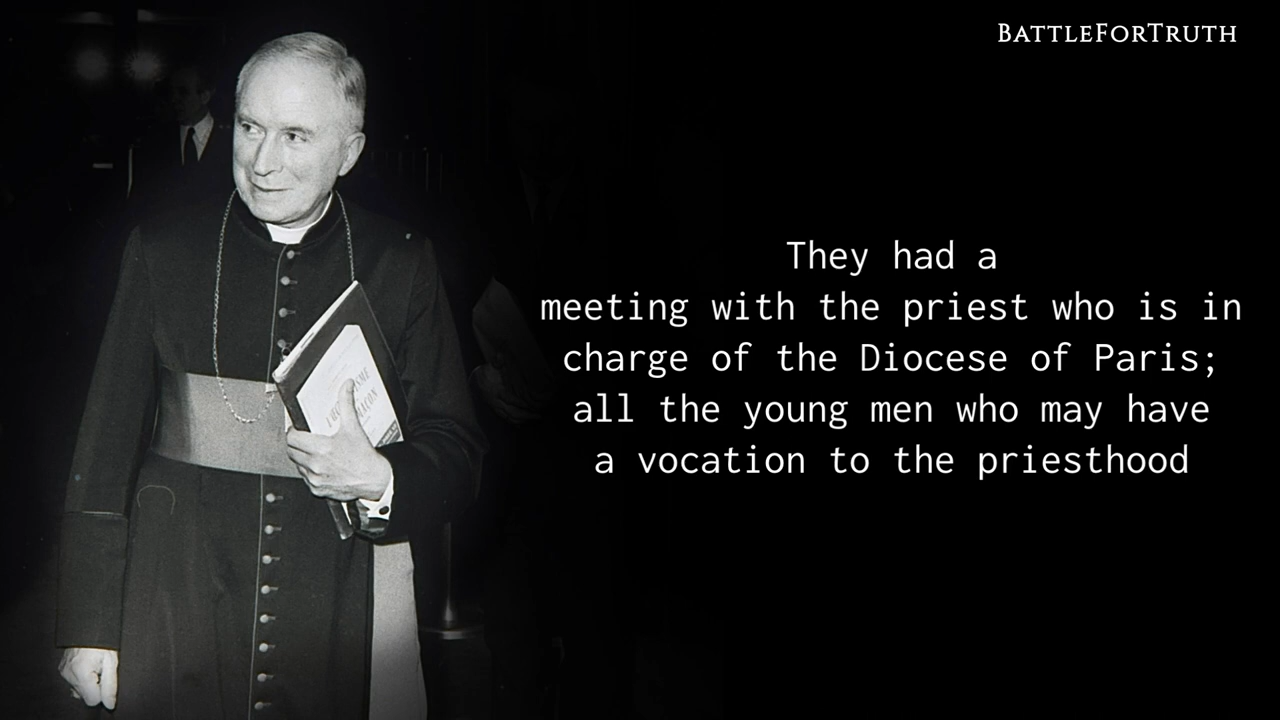 BATTLEFORTRUTH
They had a
meeting with the priest who is in
charge of the Diocese of Paris;
all the young men who may have
a vocation to the priesthood